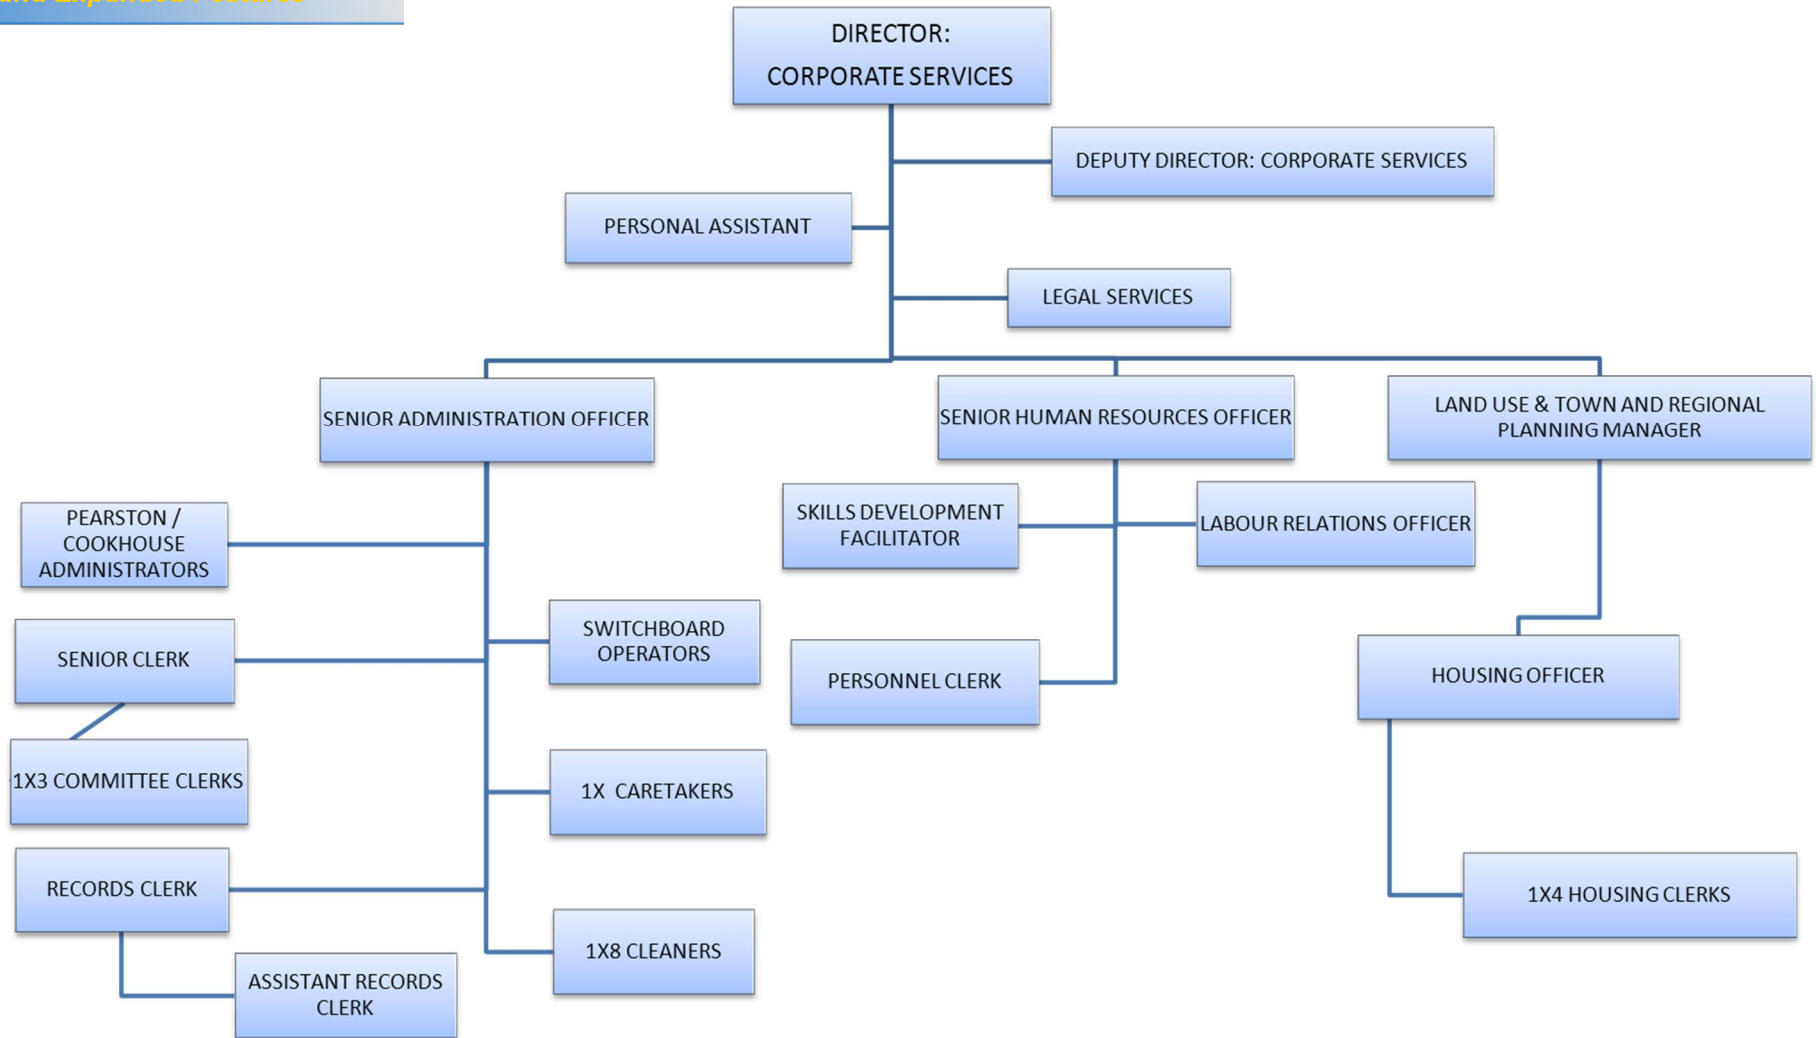 and Expanded Features
DIRECTOR:
CORPORATE SERVICES
DEPUTY DIRECTOR: CORPORATE SERVICES
PERSONAL ASSISTANT
LEGAL SERVICES
SENIOR ADMINISTRATION OFFICER
SENIOR HUMAN RESOURCES OFFICER
LAND USE & TOWN AND REGIONAL
PLANNING MANAGER
PEARSTON /
COOKHOUSE
ADMINISTRATORS
SKILLS DEVELOPMENT
FACILITATOR
LABOUR RELATIONS OFFICER
SENIOR CLERK
SWITCHBOARD
OPERATORS
PERSONNEL CLERK
HOUSING OFFICER
1X3 COMMITTEE CLERKS
1X  CARETAKERS
RECORDS CLERK
1X4 HOUSING CLERKS
1X8 CLEANERS
ASSISTANT RECORDS
CLERK